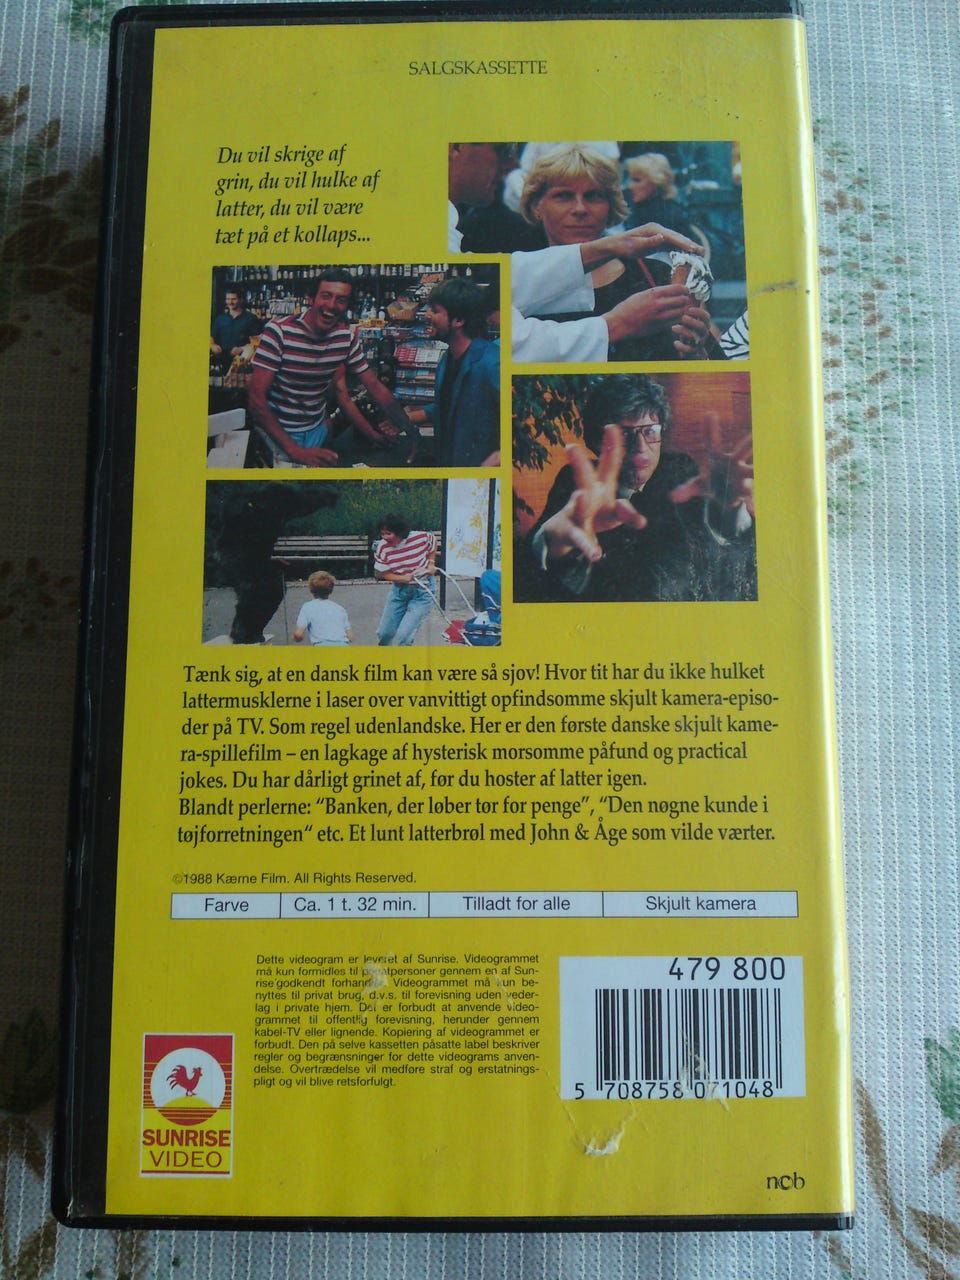 SALGSKASSETTE
Du vil skrige af
grin, du vil hulke af
latter, du vil være
tæt på et kollaps...
Tænk sig, at en dansk film kan være så sjov! Hvor tit har du ikke hulket
lattermusklerne i laser over vanvittigt opfindsomme skjult kamera-episo-
der på TV. Som regel udenlandske. Her er den første danske skjult kame-
ra-spillefilm – en lagkage af hysterisk morsomme påfund og practical
jokes. Du har dårligt grinet af, før du hoster af latter igen.
Blandt perlerne: “Banken, der løber tør for penge”, “Den nøgne kunde i
tøjforretningen“ etc. Et lunt latterbrøl med John & Åge som vilde værter.
©1988 Kærne Film. All Rights Reserved.
Farve Ca. 1 t. 32 min. Tilladt for alle Skjult kamera
Dette videogram er leveret af Sunrise. Videogrammet
må kun formidles til privatpersoner gennem en af Sun-
rise godkendt forhandler. Videogrammet må kun be-
nyttes til privat brug, d.v.s. til forevisning uden veder-
lag i private hjem. Det er forbudt at anvende video-
grammet til offentlig forevisning, herunder gennem
kabel-TV eller lignende. Kopiering af videogrammet er
forbudt. Den på selve kassetten påsatte label beskriver
regler og begrænsninger for dette videograms anven-
delse. Overtrædelse vil medføre straf og erstatnings-
pligt og vil blive retsforfulgt.
479 800
5 708758 071048
SUNRISE
VIDEO
ncb